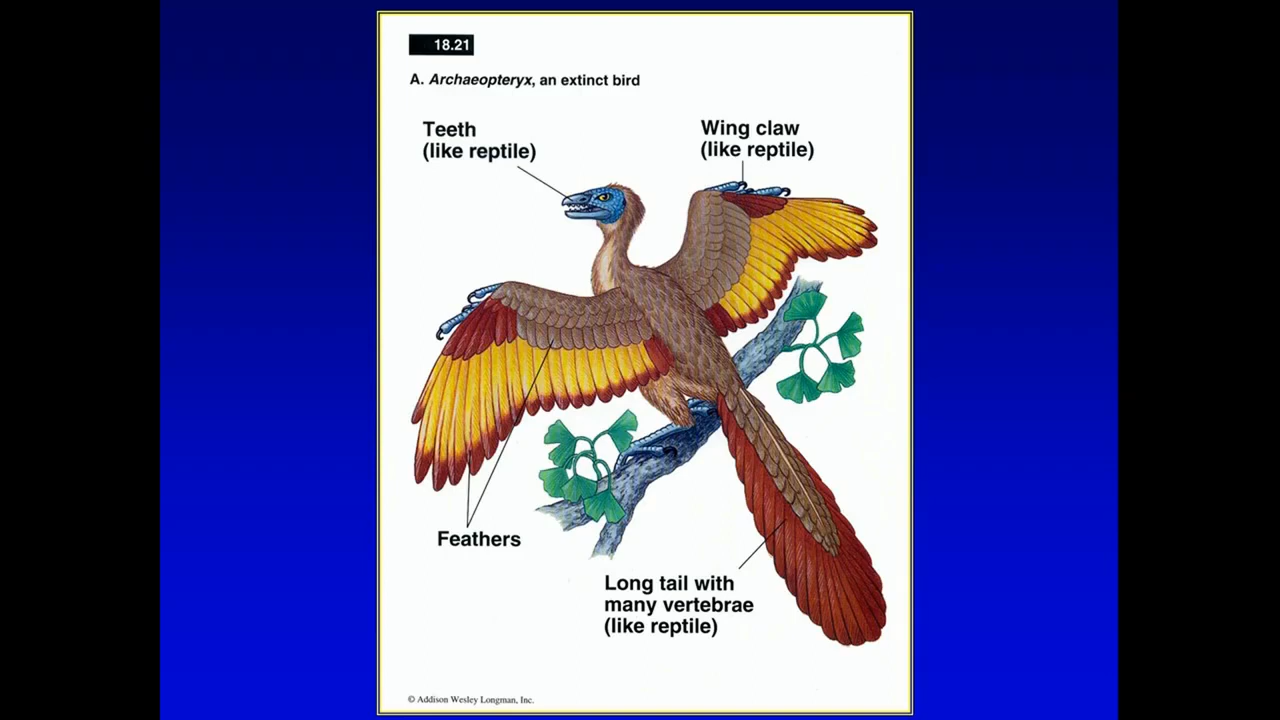 18.21
A. Archaeopteryx, an extinct bird
Teeth
(like reptile)
Wing claw
(like reptile)
Feathers
Long tail with
many vertebrae
(like reptile)
© Addison Wesley Longman, Inc.